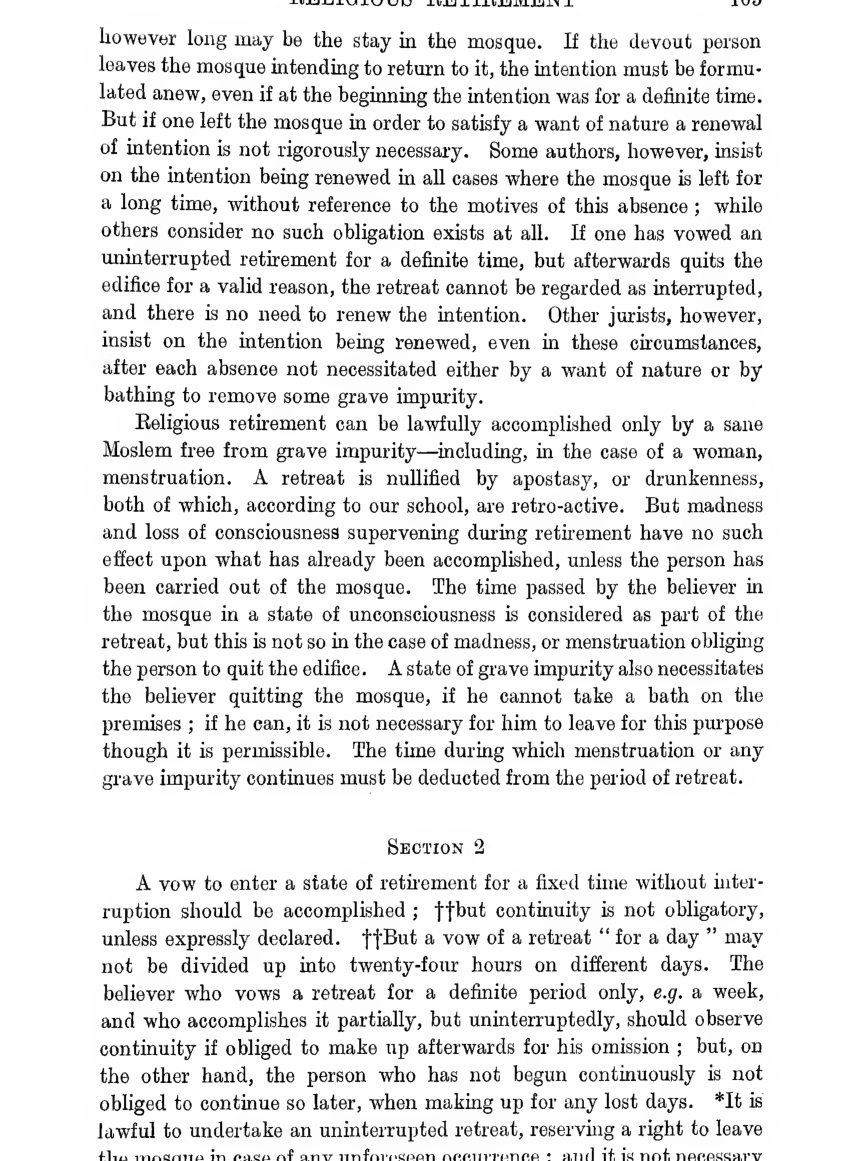 RELIGIOUS RETIREMENT 105
however long may be the stay in the mosque. If the devout person
leaves the mosque intending to return to it, the intention must be formu-
lated anew, even if at the beginning the intention was for a definite time.
But if one left the mosque in order to satisfy a want of nature a renewal
of intention is not rigorously necessary. Some authors, however, insist
on the intention being renewed in all cases where the mosque is left for
a long time, without reference to the motives of this absence ; while
others consider no such obligation exists at all. If one has vowed an
uninterrupted retirement for a definite time, but afterwards quits the
edifice for a valid reason, the retreat cannot be regarded as interrupted,
and there is no need to renew the intention. Other jurists, however,
insist on the intention being renewed, even in these circumstances,
after each absence not necessitated either by a want of nature or by
bathing to remove some grave impurity.
Religious retirement can be lawfully accomplished only by a sane
Moslem free from grave impurity—including, in the case of a woman,
menstruation. A retreat is nullified by apostasy, or drunkenness,
both of which, according to our school, are retro-active. But madness
and loss of consciousness supervening during retirement have no such
effect upon what has already been accomplished, unless the person has
been carried out of the mosque. The time passed by the believer in
the mosque in a state of unconsciousness is considered as part of the
retreat, but this is not so in the case of madness, or menstruation obliging
the person to quit the edifice. A state of grave impurity also necessitates
the believer quitting the mosque, if he cannot take a bath on the
premises ; if he can, it is not necessary for him to leave for this purpose
though it is permissible. The time during which menstruation or any
grave impurity continues must be deducted from the period of retreat.
SECTION 2
A vow to enter a state of retirement for a fixed time without inter-
ruption should be accomplished ; ††but continuity is not obligatory,
unless expressly declared. ††But a vow of a retreat “ for a day ” may
not be divided up into twenty-four hours on different days. The
believer who vows a retreat for a definite period only, e.g. a week,
and who accomplishes it partially, but uninterruptedly, should observe
continuity if obliged to make up afterwards for his omission ; but, on
the other hand, the person who has not begun continuously is not
obliged to continue so later, when making up for any lost days. *It is
lawful to undertake an uninterrupted retreat, reserving a right to leave
the mosque in case of any unforeseen occurrence ; and it is not necessary